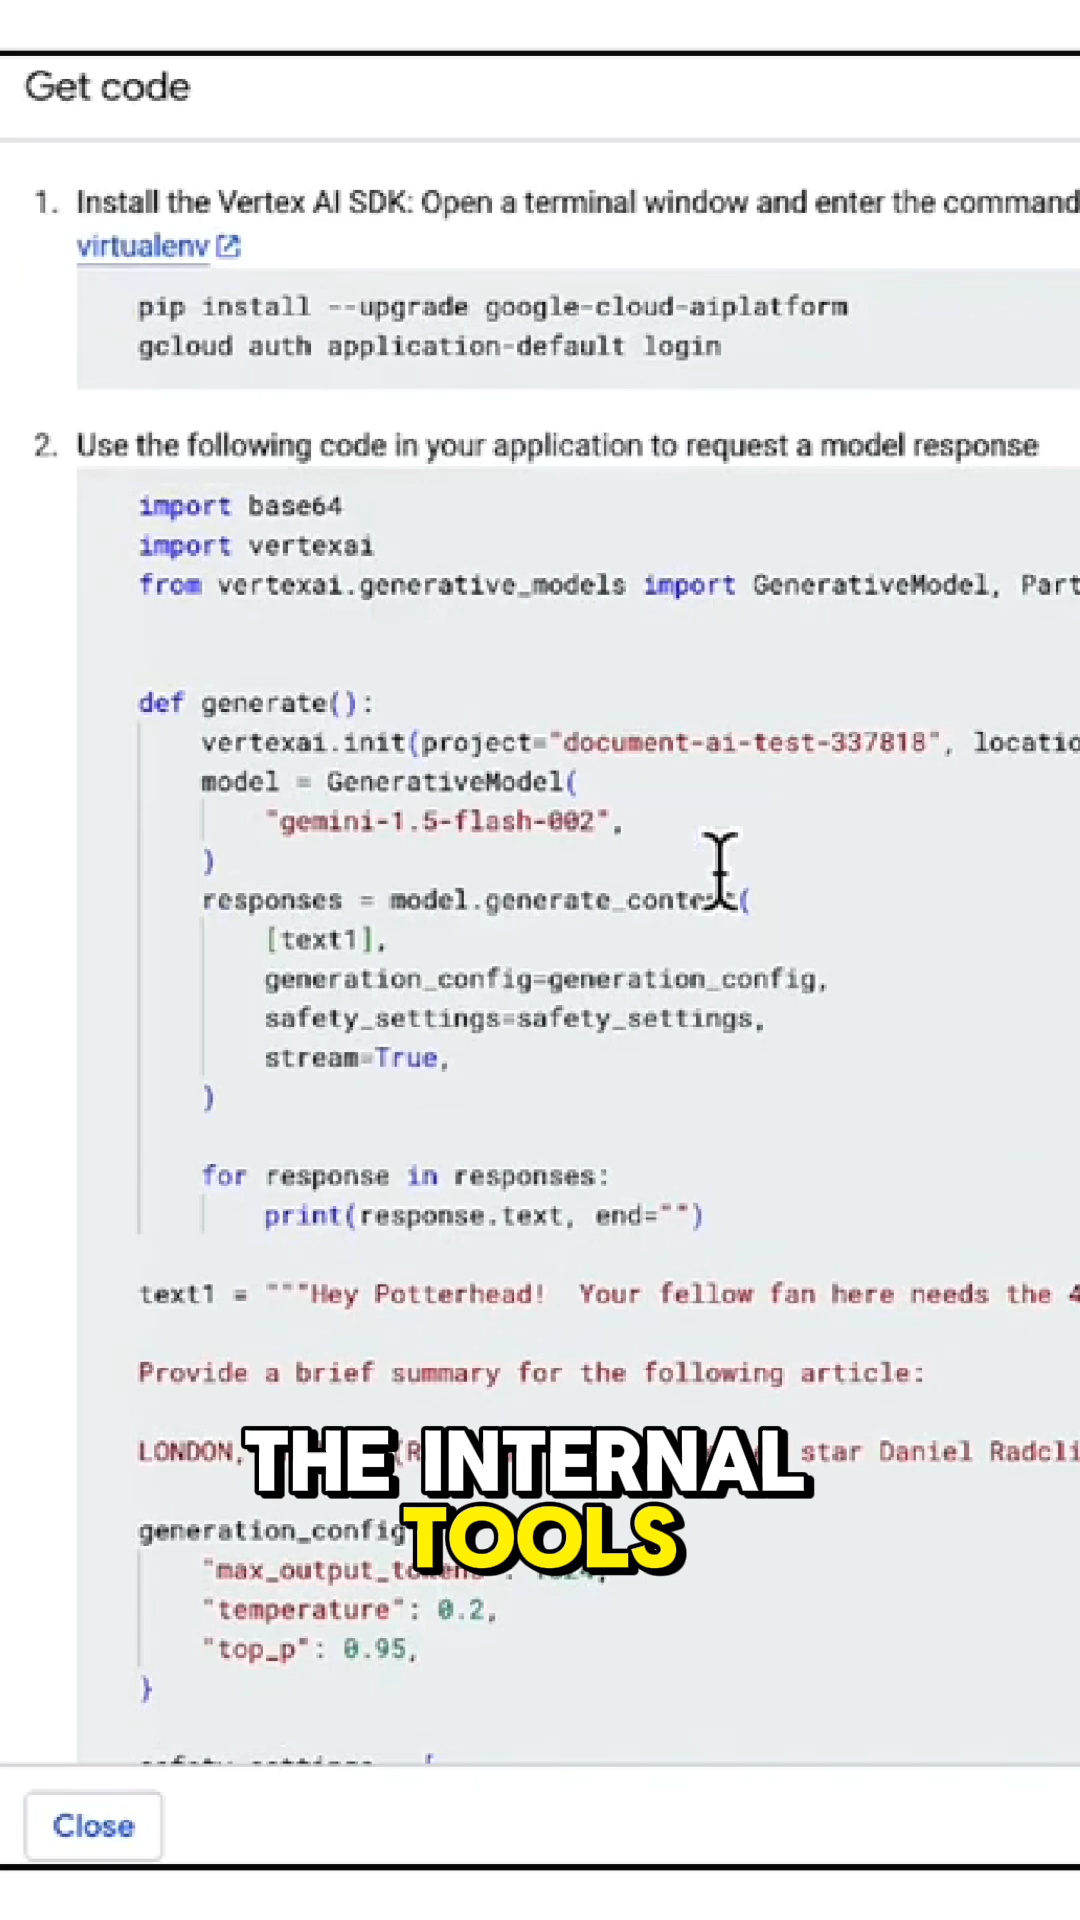 Get code
1. Install the Vertex AI SDK: Open a terminal window and enter the command
virtualenv
pip install --upgrade google-cloud-aiplatform
gcloud auth application-default login
2. Use the following code in your application to request a model response
import base64
import vertexai
from vertexai.generative_models import GenerativeModel, Part
def generate():
vertexai.init(project="document-ai-test-337818", locatio
model = GenerativeModel(
"gemini-1.5-flash-002",
)
responses = model.generate_content(
[text1],
generation_config=generation_config,
safety_settings=safety_settings,
stream=True,
)
for response in responses:
print(response.text, end="")
text1 = """Hey Potterhead! Your fellow fan here needs the 4
Provide a brief summary for the following article:
LONDON, star Daniel Radcli
THE INTERNAL
TOOLS
generation_config
"max_output_tokens": 1024,
"temperature": 0.2,
"top_p": 0.95,
}
Close